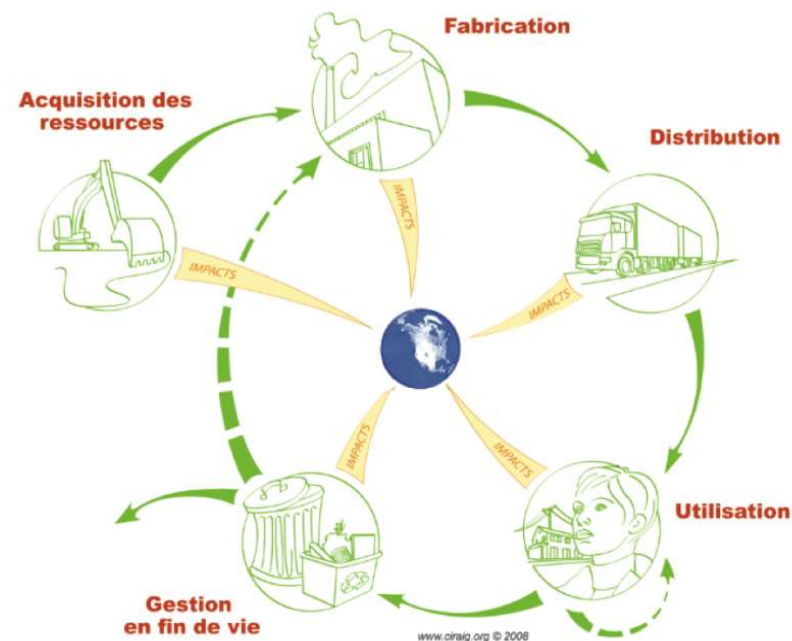 Fabrication
Acquisition des
ressources
Distribution
IMPACTS
IMPACTS
IMPACTS
IMPACTS
IMPACTS
Utilisation
Gestion
en fin de vie
www.ciraig.org © 2008